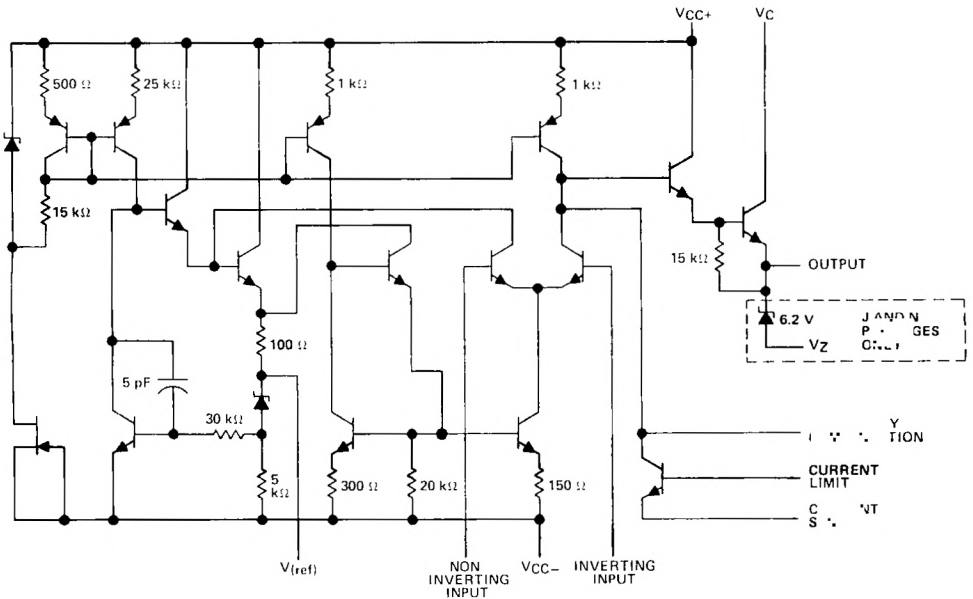 VCC+
VC
500 Ω
25 kΩ
1 kΩ
1 kΩ
15 kΩ
15 kΩ
OUTPUT
6.2 V
VZ
100 Ω
5 pF
30 kΩ
5 kΩ
300 Ω
20 kΩ
150 Ω
CURRENT
LIMIT
V(ref)
NON
INVERTING
INPUT
VCC−
INVERTING
INPUT